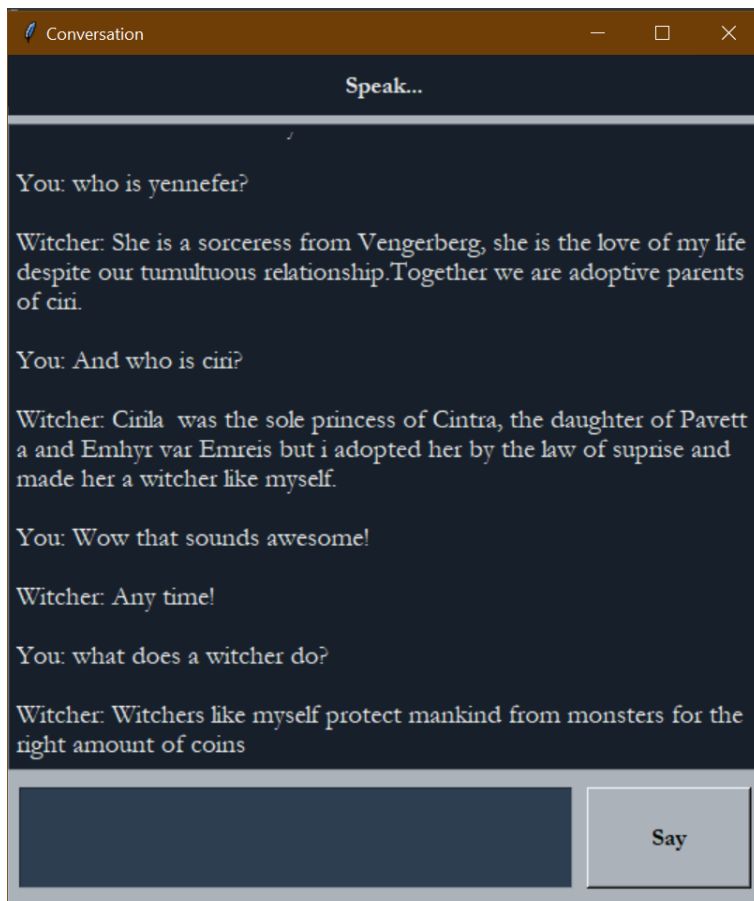 Conversation
Speak...
You: who is yennefer?
Witcher: She is a sorceress from Vengerberg, she is the love of my life
despite our tumultuous relationship.Together we are adoptive parents
of ciri.
You: And who is ciri?
Witcher: Cirila  was the sole princess of Cintra, the daughter of Pavett
a and Emhyr var Emreis but i adopted her by the law of suprise and
made her a witcher like myself.
You: Wow that sounds awesome!
Witcher: Any time!
You: what does a witcher do?
Witcher: Witchers like myself protect mankind from monsters for the
right amount of coins
Say